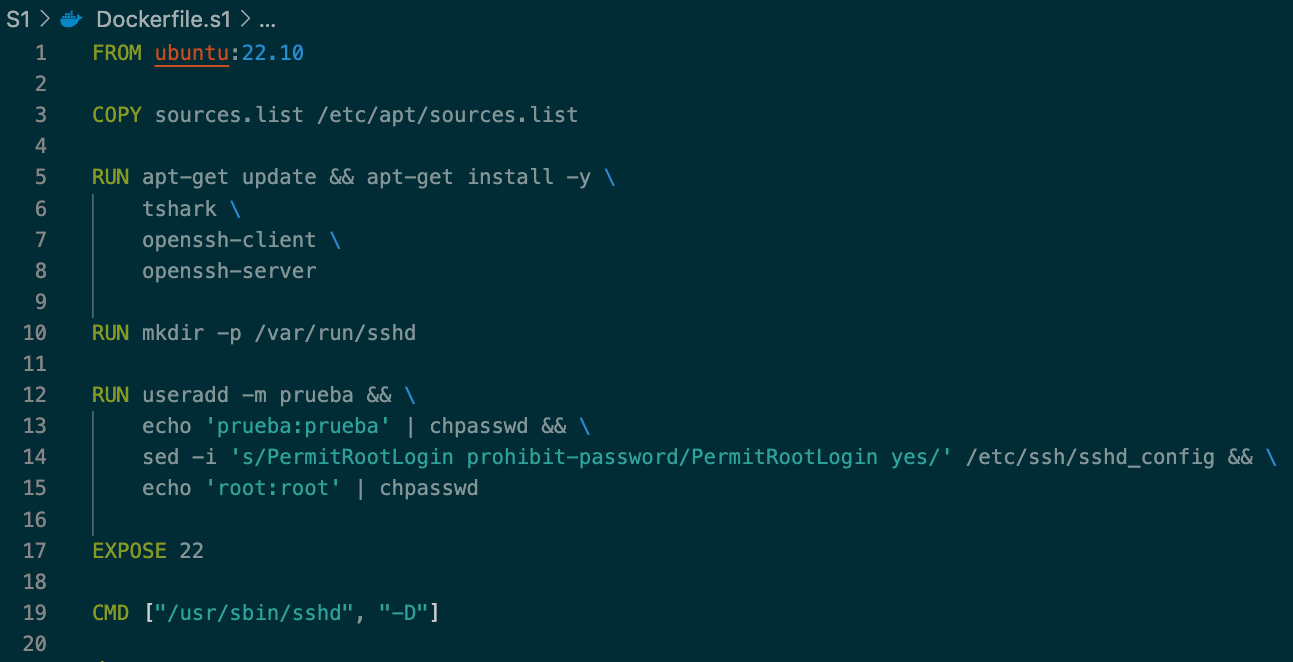 S1 > Dockerfile.s1 > ...
1 FROM ubuntu:22.10
2
3 COPY sources.list /etc/apt/sources.list
4
5 RUN apt-get update && apt-get install -y \
6     tshark \
7     openssh-client \
8     openssh-server
9
10 RUN mkdir -p /var/run/sshd
11
12 RUN useradd -m prueba && \
13     echo 'prueba:prueba' | chpasswd && \
14     sed -i 's/PermitRootLogin prohibit-password/PermitRootLogin yes/' /etc/ssh/sshd_config && \
15     echo 'root:root' | chpasswd
16
17 EXPOSE 22
18
19 CMD ["/usr/sbin/sshd", "-D"]
20